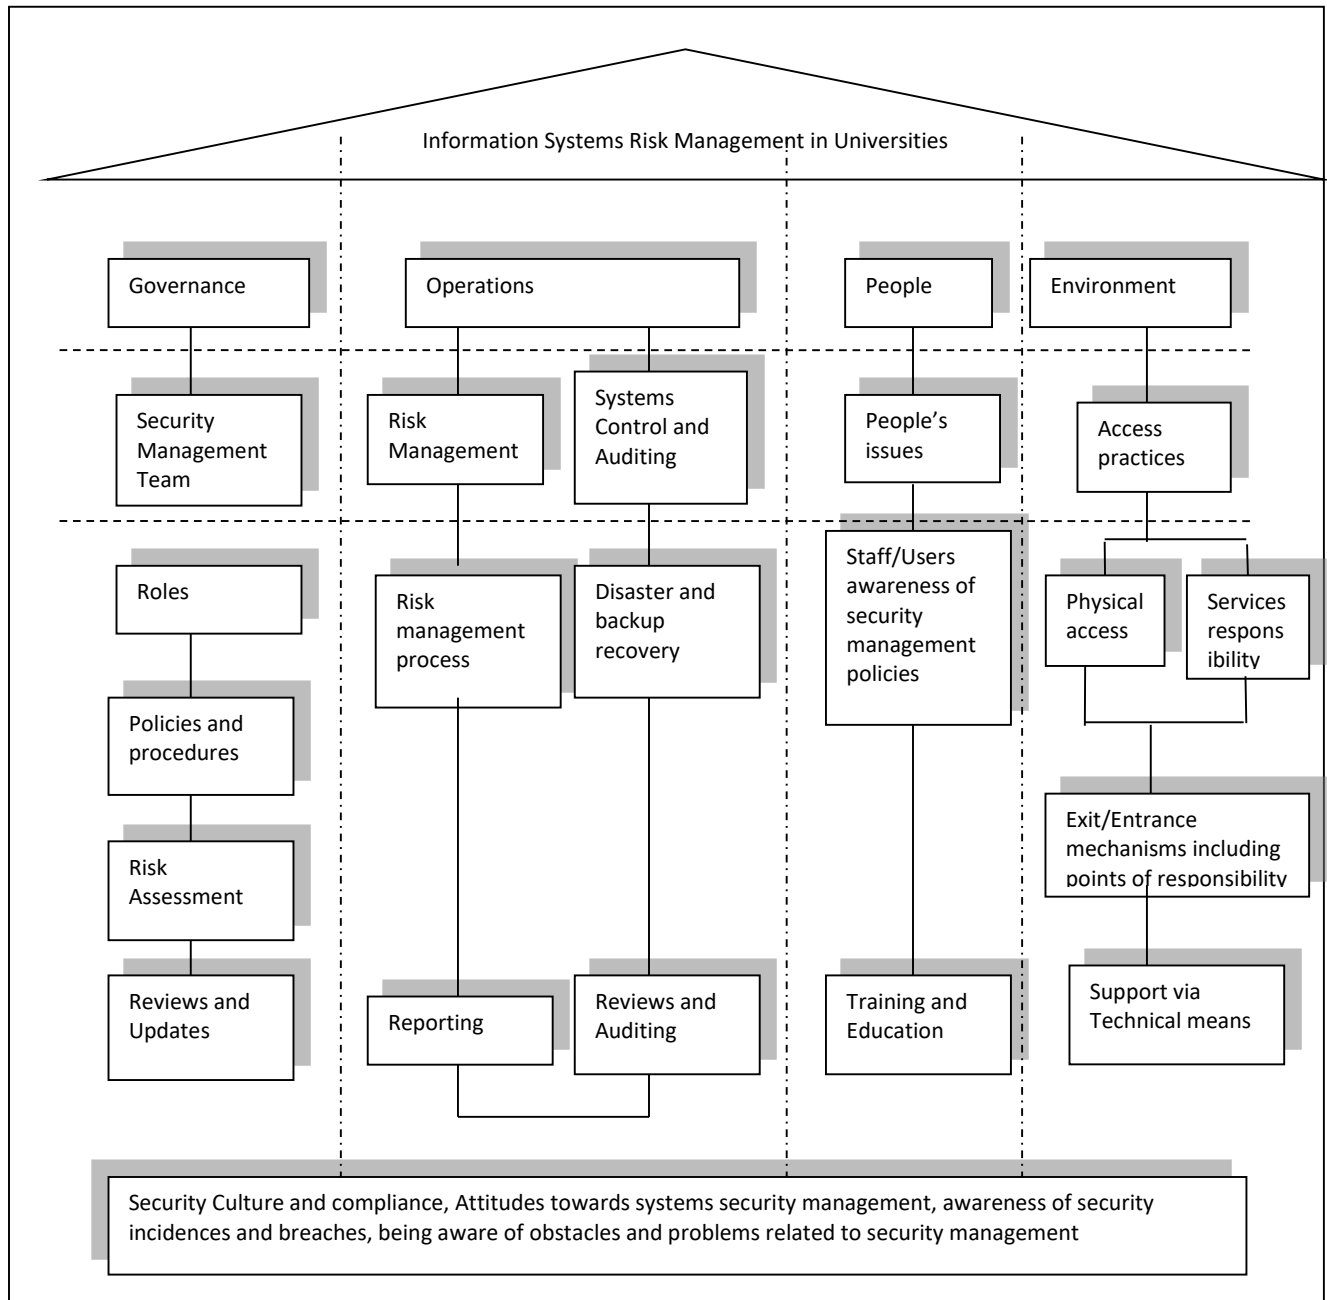 Information Systems Risk Management in Universities
Governance
Operations
People
Environment
Security
Management
Team
Risk
Management
Systems
Control and
Auditing
People's
issues
Access
practices
Roles
Risk
management
process
Disaster and
backup
recovery
Staff/Users
awareness of
security
management
policies
Physical
access
Services
respons
ibility
Policies and
procedures
Exit/Entrance
mechanisms including
points of responsibility
Risk
Assessment
Reviews and
Updates
Reporting
Reviews and
Auditing
Training and
Education
Support via
Technical means
Security Culture and compliance, Attitudes towards systems security management, awareness of security
incidences and breaches, being aware of obstacles and problems related to security management